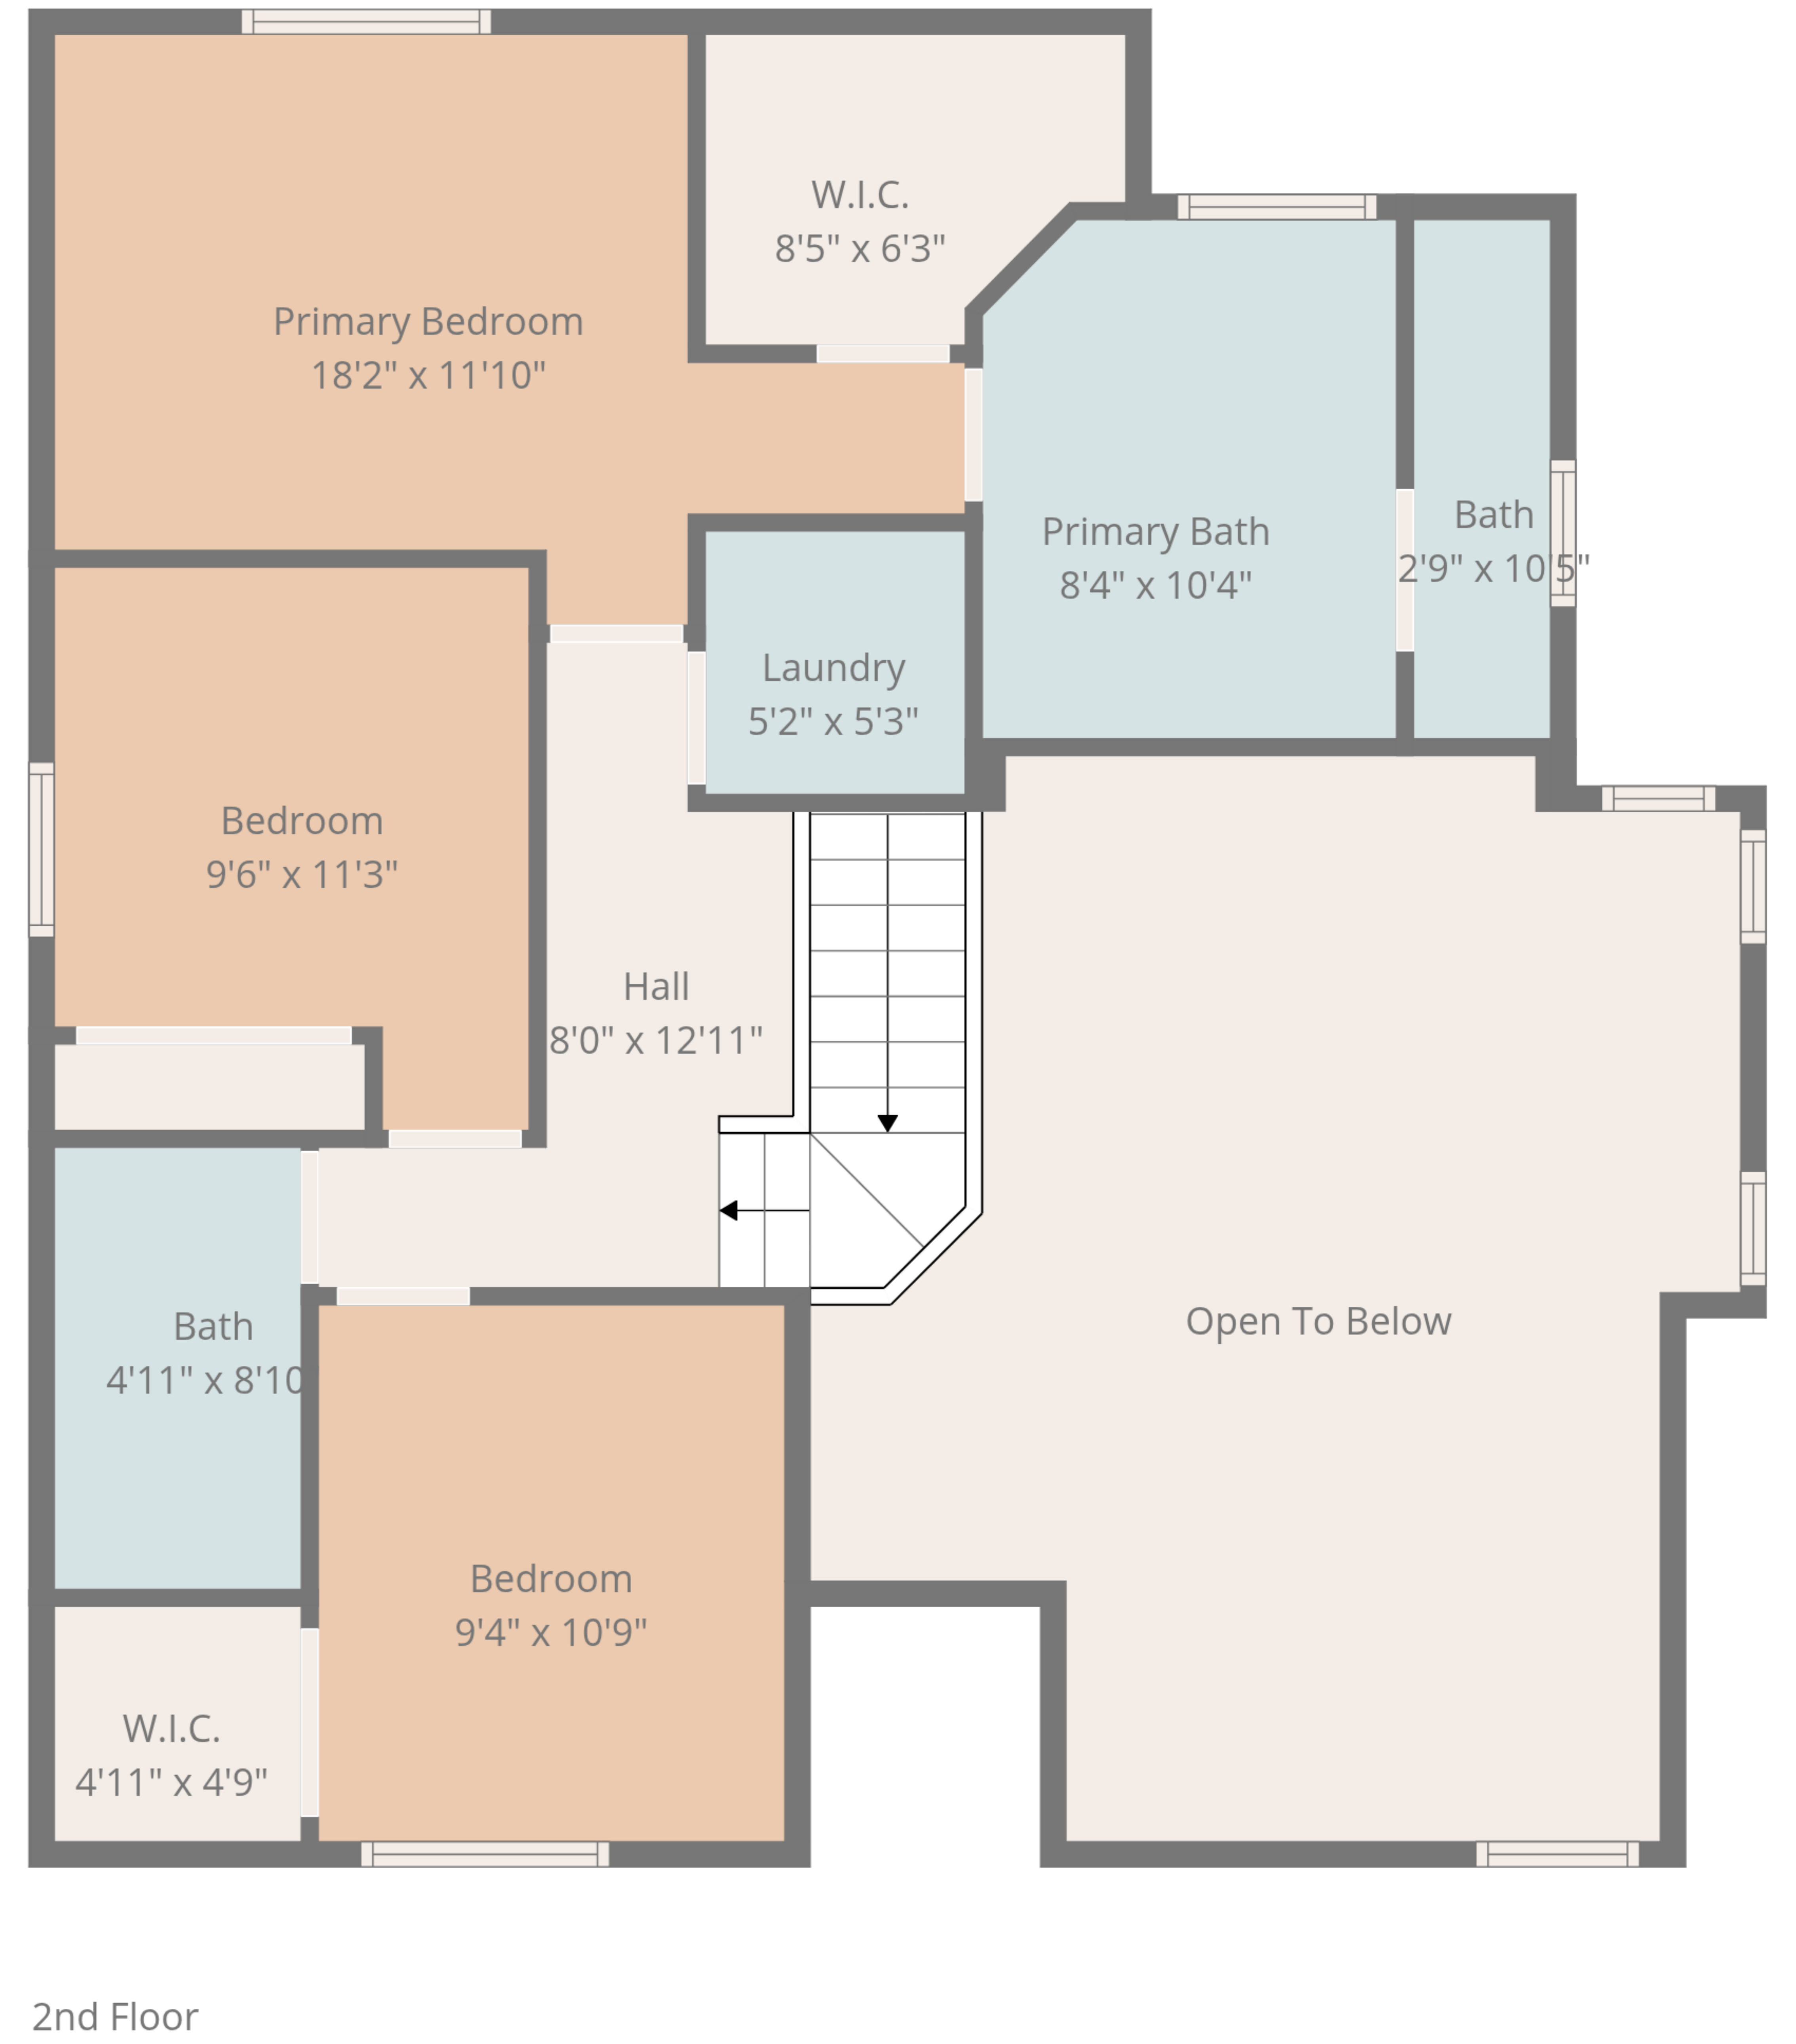 W.I.C.
8'5" x 6'3"
Primary Bedroom
18'2" x 11'10"
Bath
2'9" x 10'5"
Primary Bath
8'4" x 10'4"
Laundry
5'2" x 5'3"
Bedroom
9'6" x 11'3"
Hall
8'0" x 12'11"
Open To Below
Bath
4'11" x 8'10
Bedroom
9'4" x 10'9"
W.I.C.
4'11" x 4'9"
2nd Floor